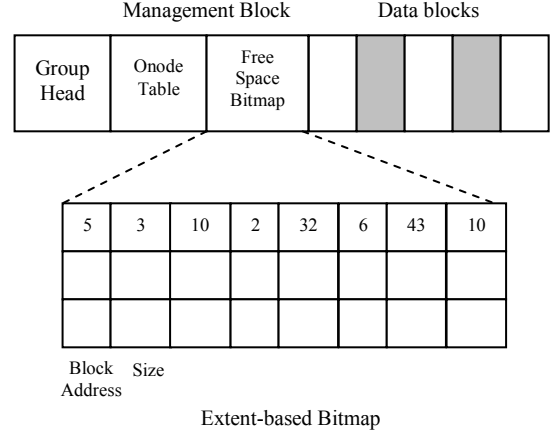 Management Block Data blocks
Group
Head
Onode
Table
Free
Space
Bitmap
5 3 10 2 32 6 43 10
Block
Address
Size
Extent-based Bitmap